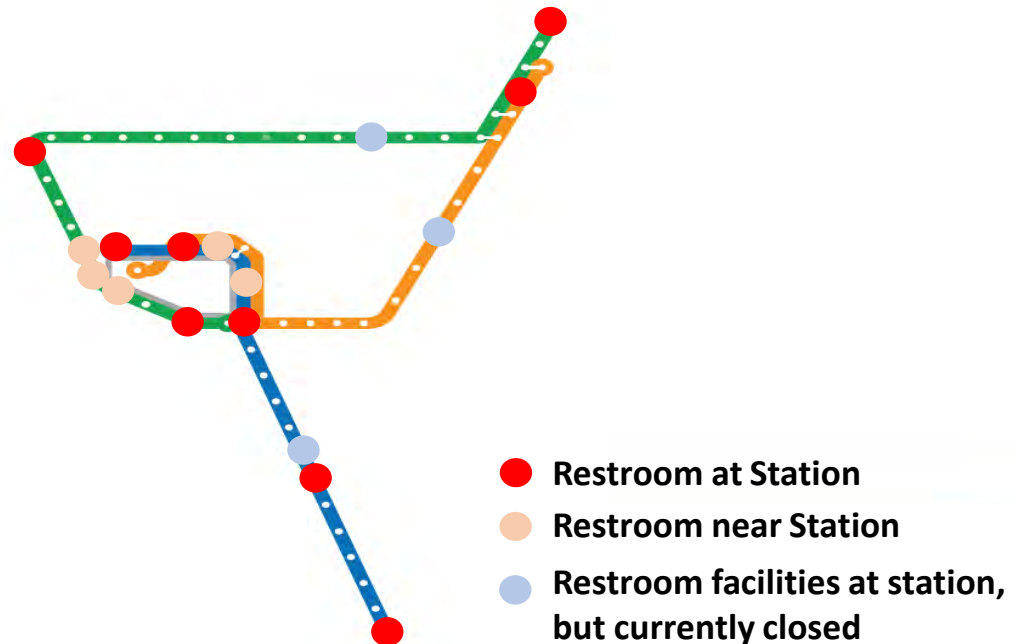 Restroom at Station
Restroom near Station
Restroom facilities at station,
but currently closed